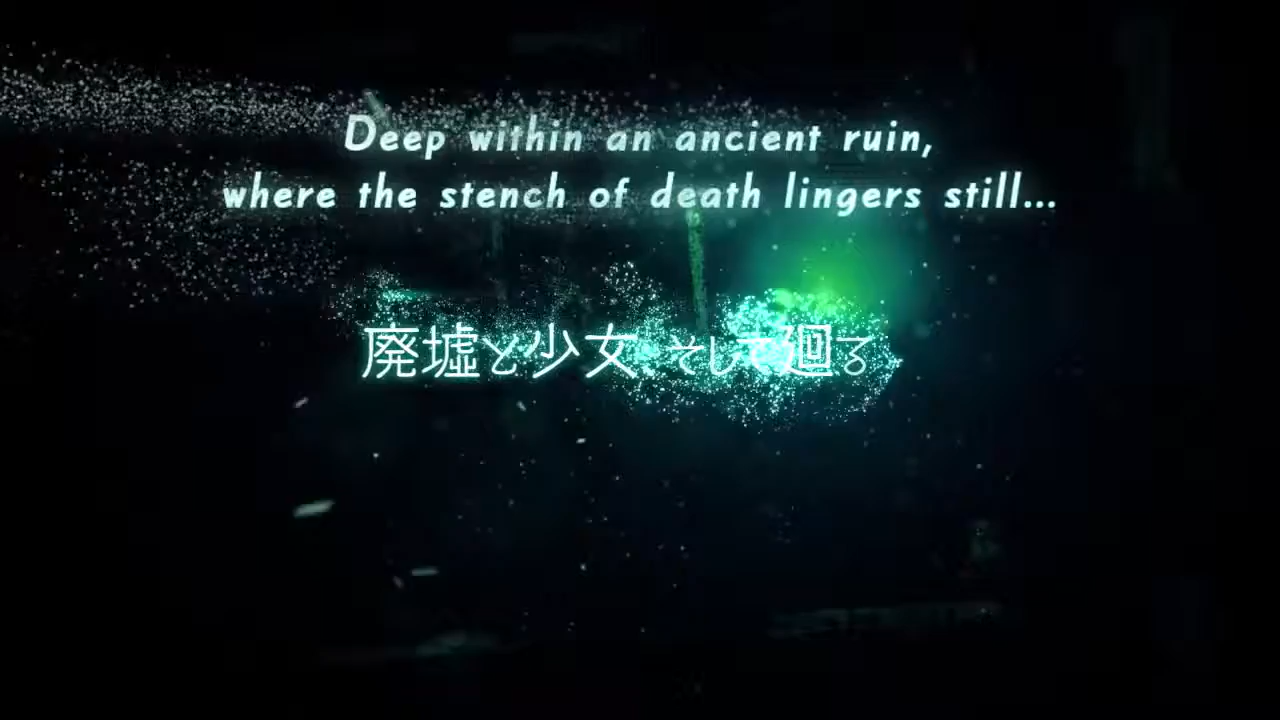 Deep within an ancient ruin,
where the stench of death lingers still...
廃墟と少女、そして廻る